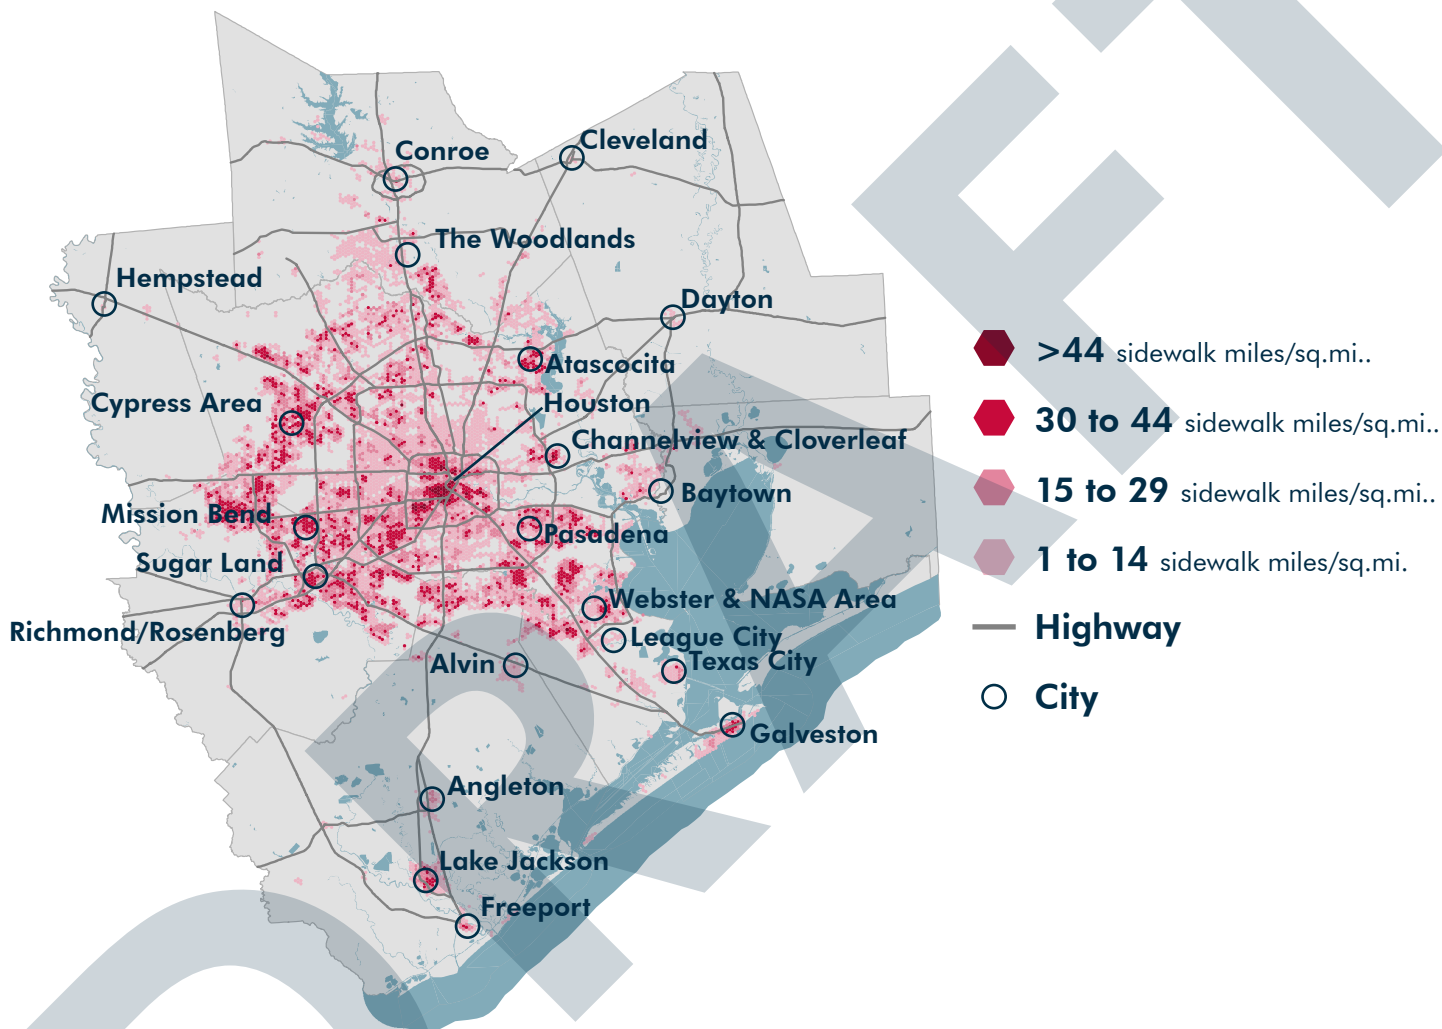 Cleveland
Conroe
The Woodlands
Hempstead
Dayton
Atascocita
Cypress Area
Houston
Channelview & Cloverleaf
Baytown
Mission Bend
Pasadena
Sugar Land
Webster & NASA Area
Richmond/Rosenberg
League City
Alvin
Texas City
Galveston
Angleton
Lake Jackson
Freeport
>44 sidewalk miles/sq.mi..
30 to 44 sidewalk miles/sq.mi..
15 to 29 sidewalk miles/sq.mi..
1 to 14 sidewalk miles/sq.mi.
Highway
City
DRAFT